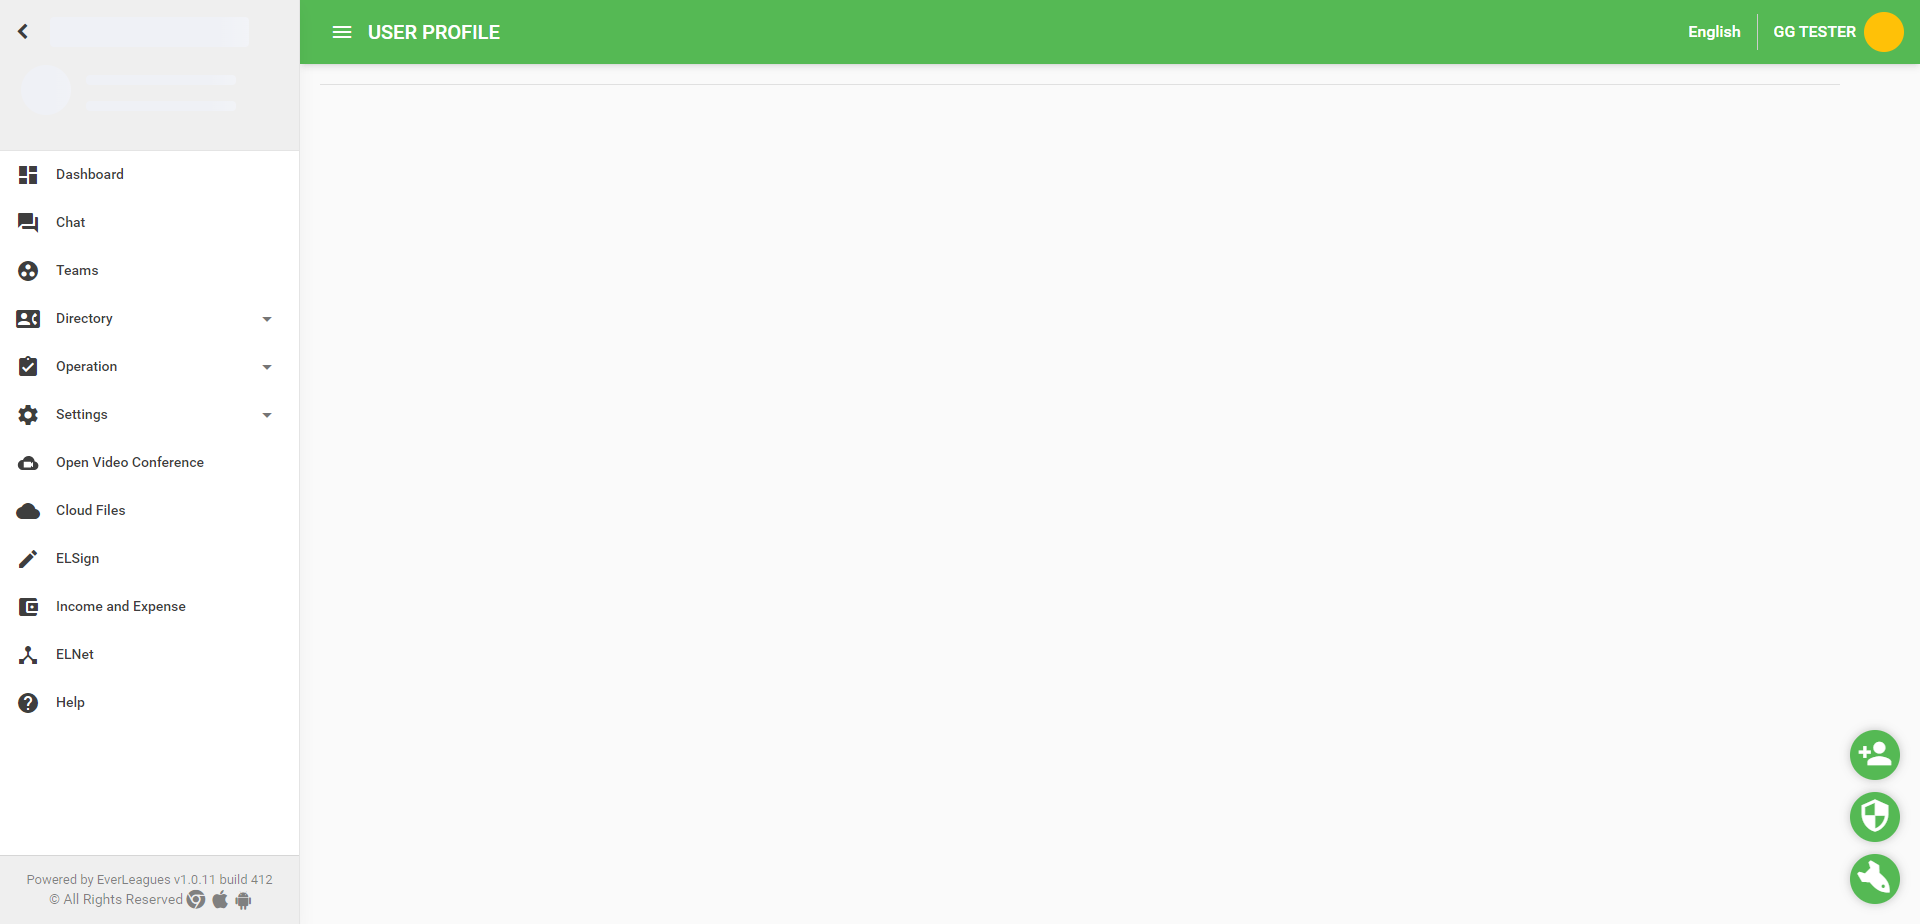 USER PROFILE
English
GG TESTER
Dashboard
Chat
Teams
Directory
Operation
Settings
Open Video Conference
Cloud Files
ELSign
Income and Expense
ELNet
Help
Powered by EverLeagues v1.0.11 build 412
© All Rights Reserved